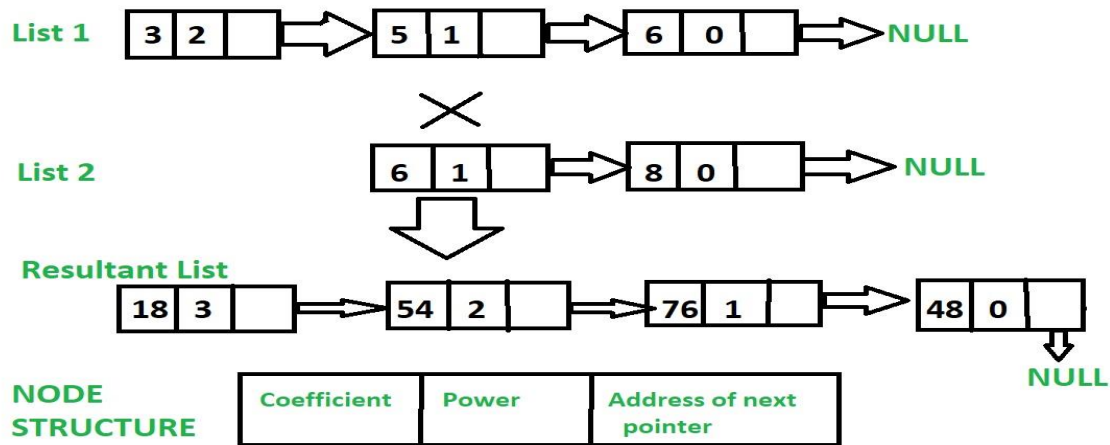 List 1 3 2 5 1 6 0 NULL
List 2 6 1 8 0 NULL
Resultant List
18 3 54 2 76 1 48 0
NULL
NODE STRUCTURE
Coefficient Power Address of next
pointer